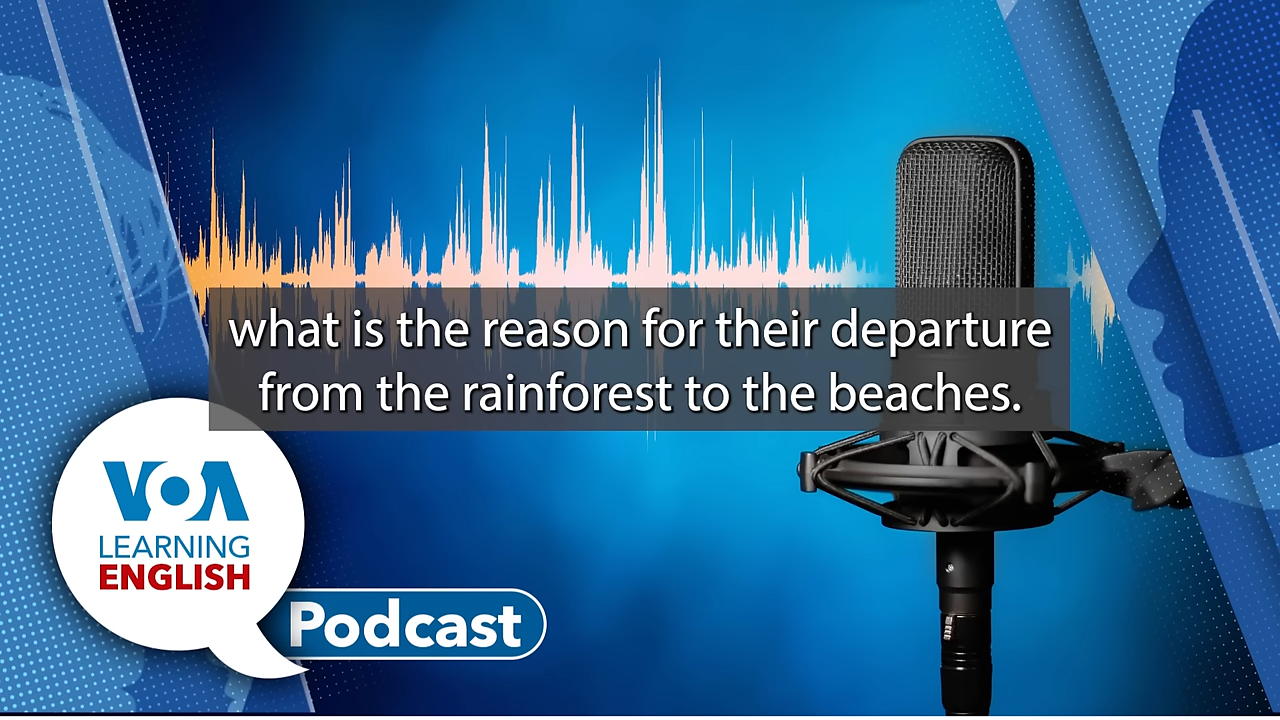 what is the reason for their departure
from the rainforest to the beaches.
VOA
LEARNING
ENGLISH
Podcast